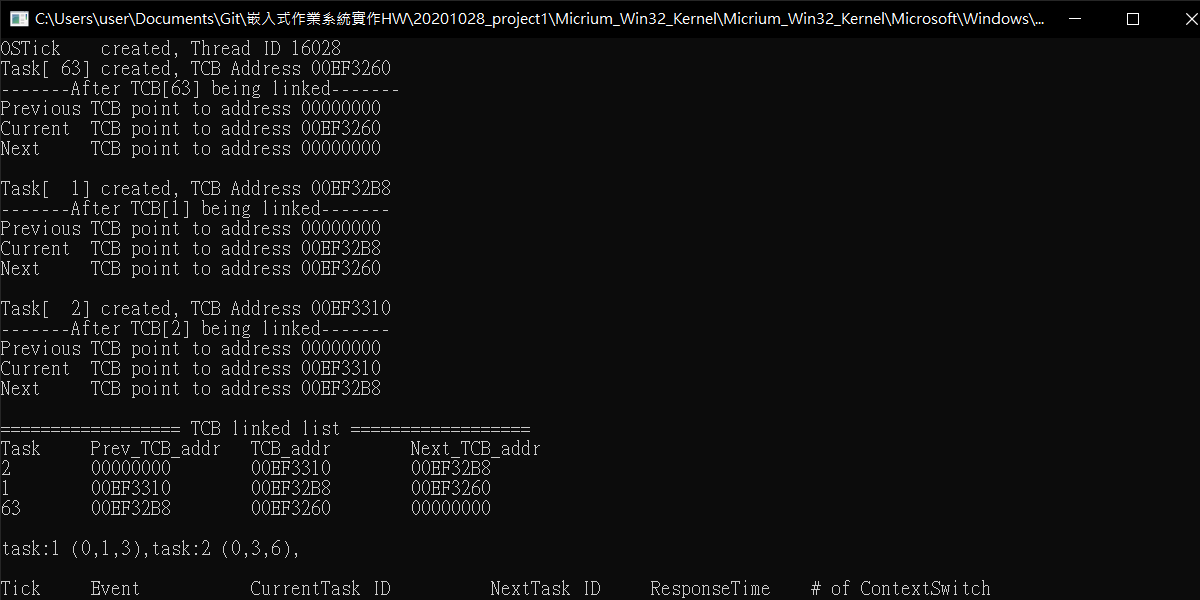 C:\Users\user\Documents\Git\嵌入式作業系統實作HW\20201028_project1\Micrium_Win32_Kernel\Micrium_Win32_Kernel\Microsoft\Windows\...
OSTick    created, Thread ID 16028
Task[ 63] created, TCB Address 00EF3260
-------After TCB[63] being linked-------
Previous TCB point to address 00000000
Current  TCB point to address 00EF3260
Next     TCB point to address 00000000
Task[  1] created, TCB Address 00EF32B8
-------After TCB[1] being linked-------
Previous TCB point to address 00000000
Current  TCB point to address 00EF32B8
Next     TCB point to address 00EF3260
Task[  2] created, TCB Address 00EF3310
-------After TCB[2] being linked-------
Previous TCB point to address 00000000
Current  TCB point to address 00EF3310
Next     TCB point to address 00EF32B8
================== TCB linked list ==================
Task     Prev_TCB_addr   TCB_addr        Next_TCB_addr
2        00000000        00EF3310        00EF32B8
1        00EF3310        00EF32B8        00EF3260
63       00EF32B8        00EF3260        00000000
task:1 (0,1,3),task:2 (0,3,6),
Tick     Event           CurrentTask ID          NextTask ID     ResponseTime    # of ContextSwitch